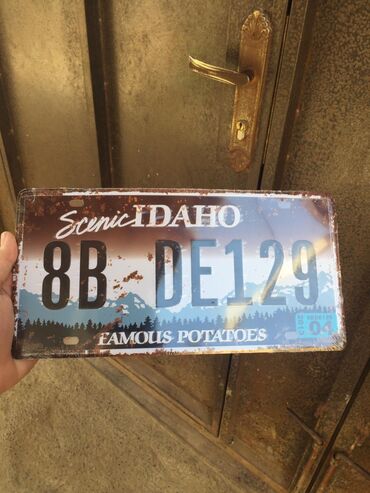 Scenic IDAHO
8B DE129
04
FAMOUS POTATOES